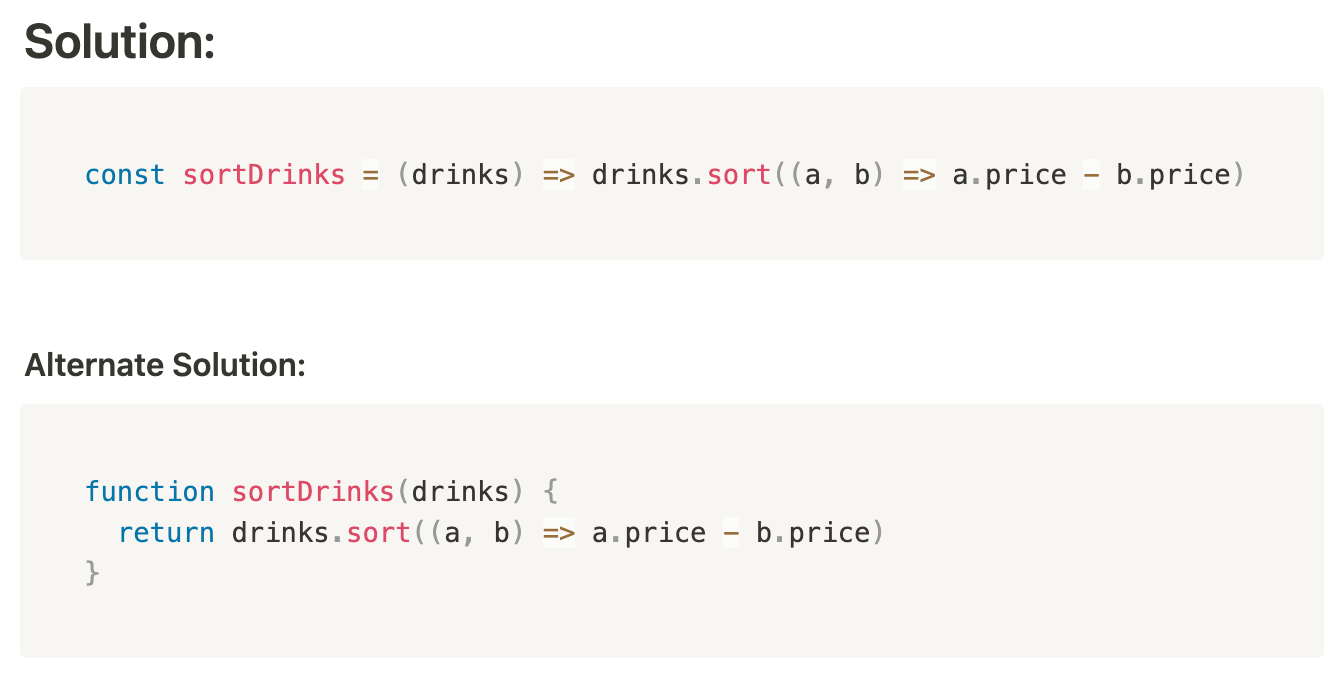 Solution:
const sortDrinks = (drinks) => drinks.sort((a, b) => a.price - b.price)
Alternate Solution:
function sortDrinks(drinks) {
  return drinks.sort((a, b) => a.price - b.price)
}